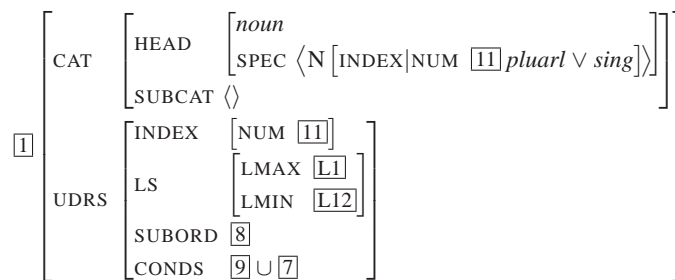 noun
CAT HEAD SPEC ⟨N [INDEX|NUM 11 pluarl ∨ sing]⟩
SUBCAT ⟨⟩
1
INDEX [NUM 11]
LS LMAX L1
UDRS LMIN L12
SUBORD 8
CONDS 9 ∪ 7